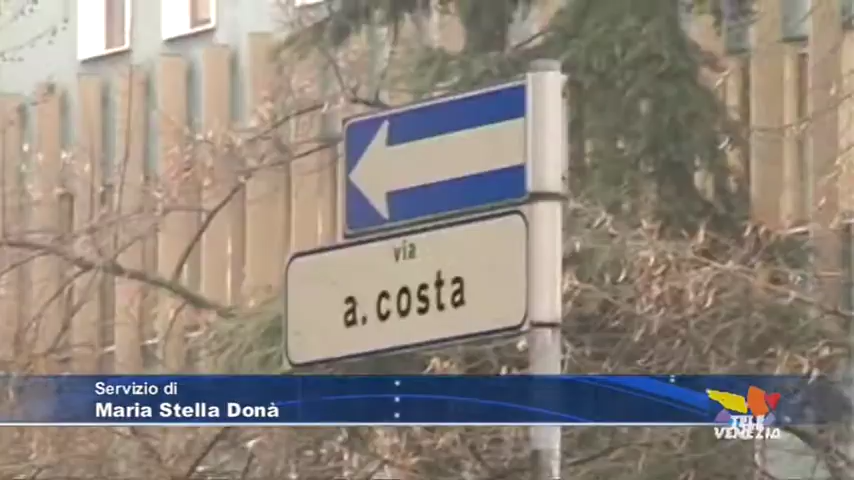 via
a. costa
Servizio di
Maria Stella Donà
TELE
VENEZIA